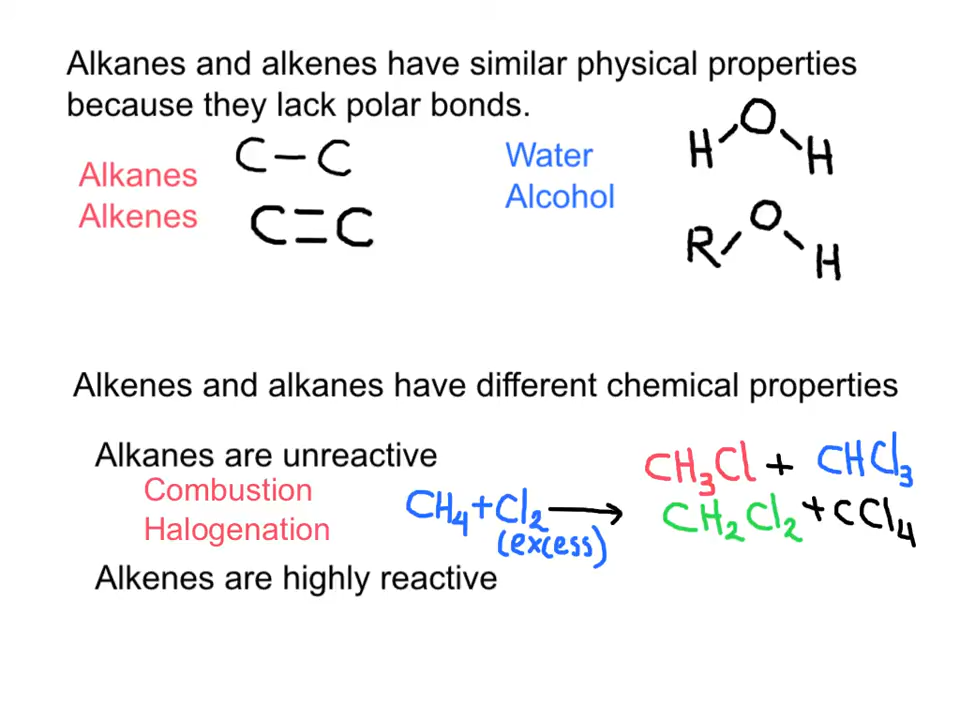 Alkanes and alkenes have similar physical properties
because they lack polar bonds.
Alkanes
Alkenes
C — C
C = C
Water
Alcohol
H O H
R O H
Alkenes and alkanes have different chemical properties
Alkanes are unreactive
Combustion
Halogenation
CH₄ + Cl₂ ⟶ CH₃Cl + CHCl₃
(excess) CH₂Cl₂ + CCl₄
Alkenes are highly reactive